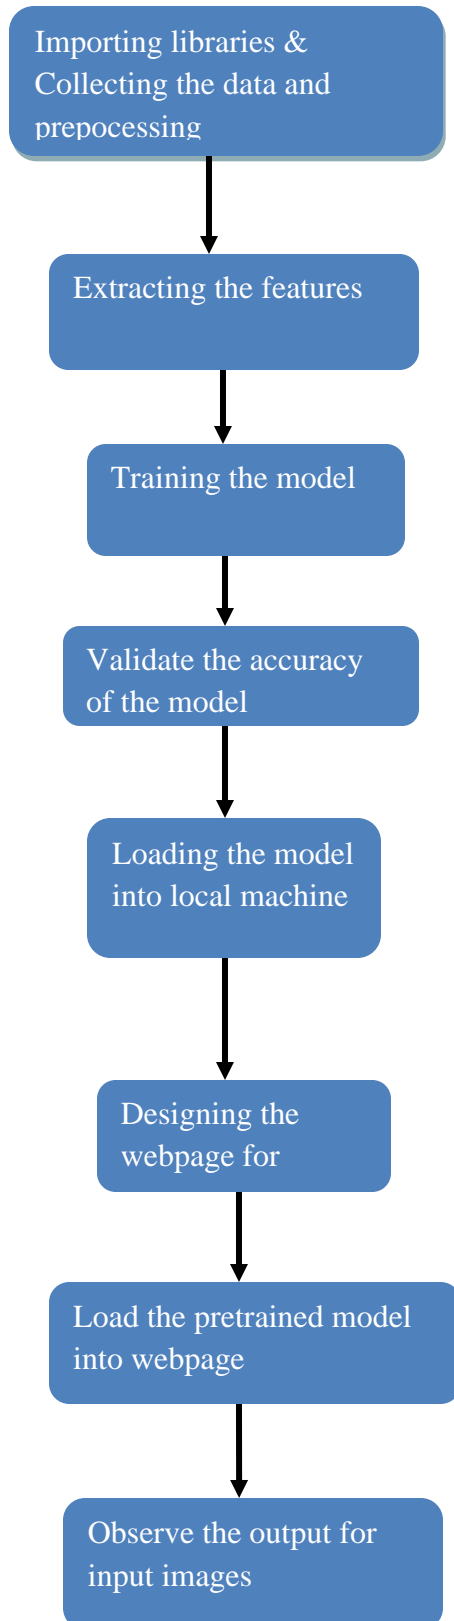 Importing libraries &
Collecting the data and
prepocessing
Extracting the features
Training the model
Validate the accuracy
of the model
Loading the model
into local machine
Designing the
webpage for
Load the pretrained model
into webpage
Observe the output for
input images